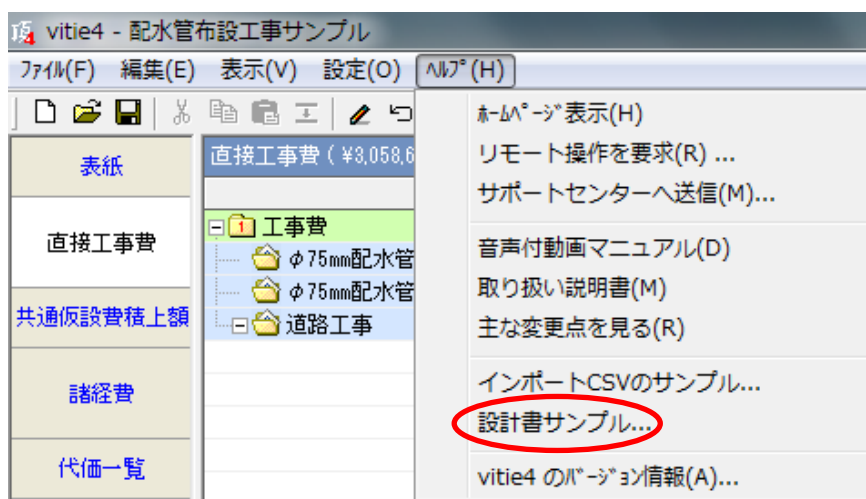 頂4 vitie4 - 配水管布設工事サンプル
ﾌｧｲﾙ(F) 編集(E) 表示(V) 設定(O) ﾍﾙﾌﾟ(H)
ﾎｰﾑﾍﾟｰｼﾞ表示(H)
リモート操作を要求(R) ...
サポートセンターへ送信(M)...
音声付動画マニュアル(D)
取り扱い説明書(M)
主な変更点を見る(R)
インポートCSVのサンプル...
設計書サンプル...
vitie4 のﾊﾞｰｼﾞｮﾝ情報(A)...
表紙
直接工事費
共通仮設費積上額
諸経費
代価一覧
直接工事費 ( ¥3,058,6
1 工事費
φ75㎜配水管
φ75㎜配水管
道路工事